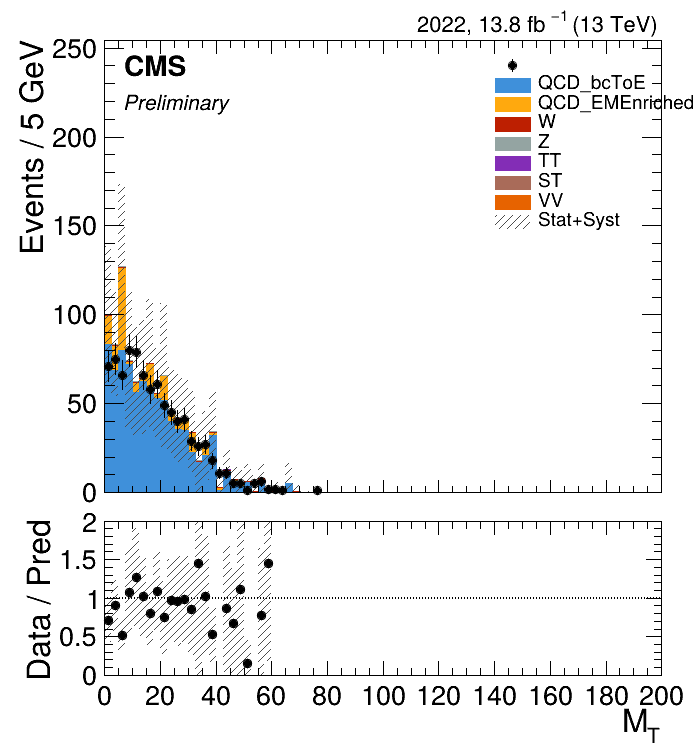 2022, 13.8 fb⁻¹ (13 TeV)
CMS
Preliminary
QCD_bcToE
QCD_EMEnriched
W
Z
TT
ST
VV
Stat+Syst
Events / 5 GeV
250
200
150
100
50
0
Data / Pred
2
1.5
1
0.5
0
0 20 40 60 80 100 120 140 160 180 200
M_T